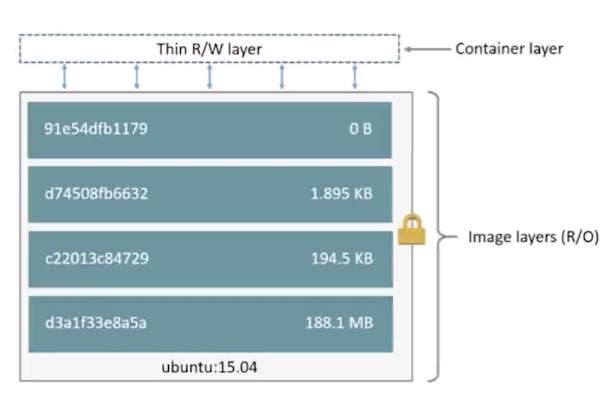 Thin R/W layer
Container layer
91e54dfb1179 0 B
d74508fb6632 1.895 KB
c22013c84729 194.5 KB
Image layers (R/O)
d3a1f33e8a5a 188.1 MB
ubuntu:15.04